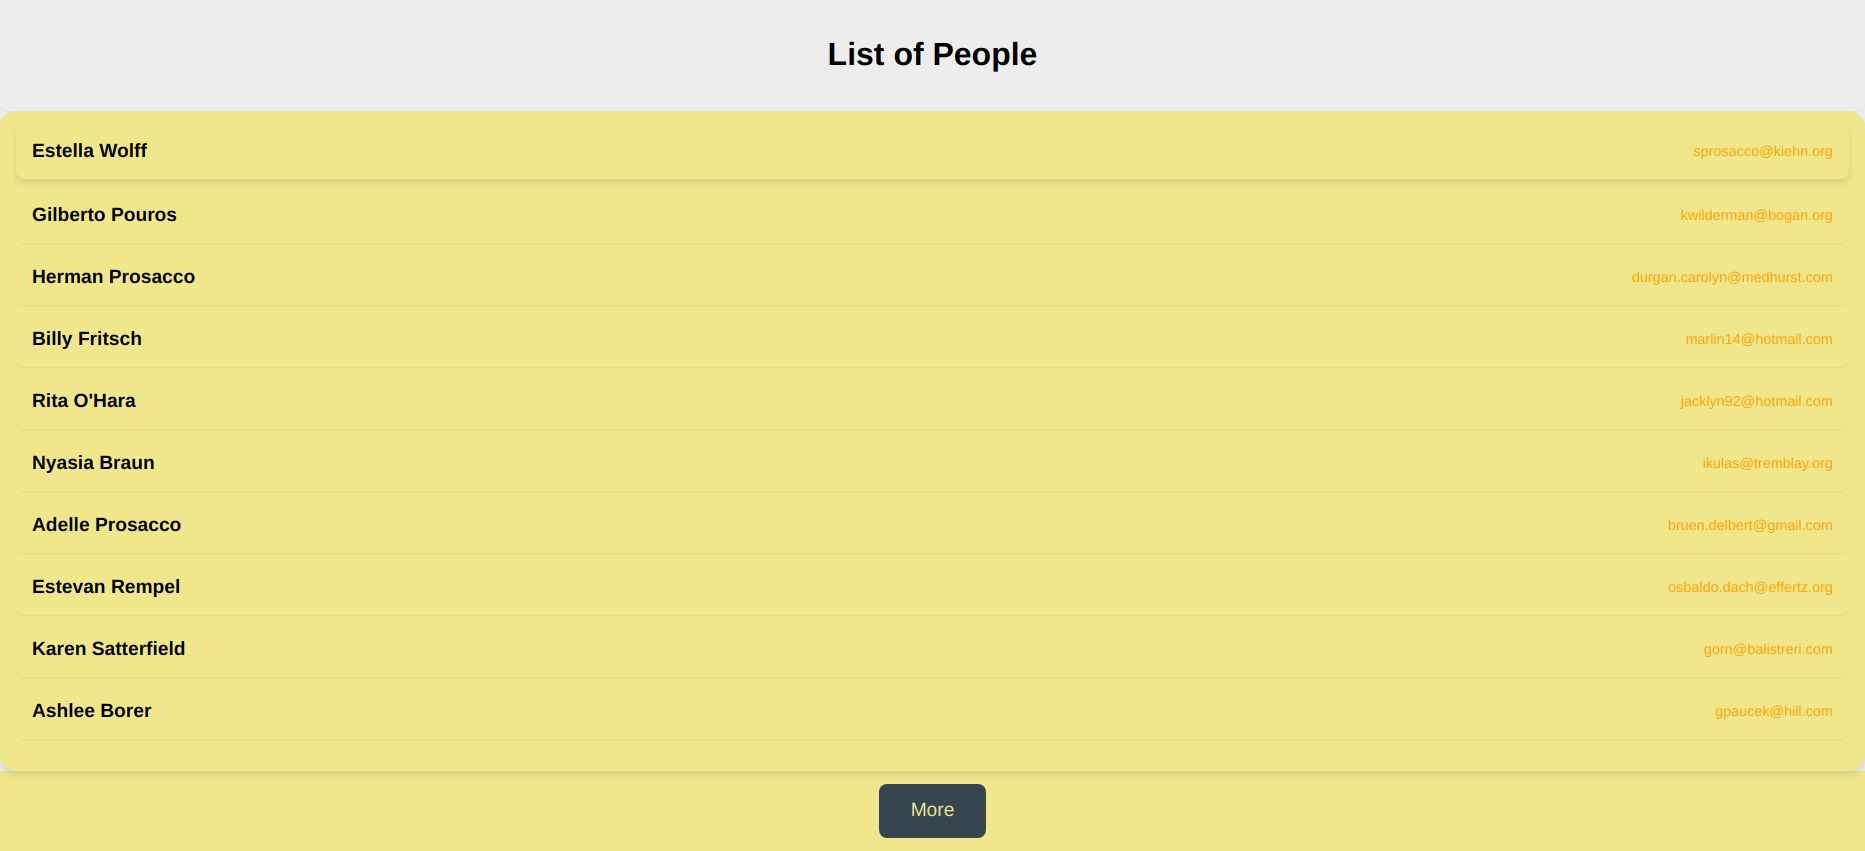 List of People
Estella Wolff sprosacco@kiehn.org
Gilberto Pouros kwilderman@bogan.org
Herman Prosacco durgan.carolyn@medhurst.com
Billy Fritsch marlin14@hotmail.com
Rita O'Hara jacklyn92@hotmail.com
Nyasia Braun ikulas@tremblay.org
Adelle Prosacco bruen.delbert@gmail.com
Estevan Rempel osbaldo.dach@effertz.org
Karen Satterfield gorn@balistreri.com
Ashlee Borer gpaucek@hill.com
More